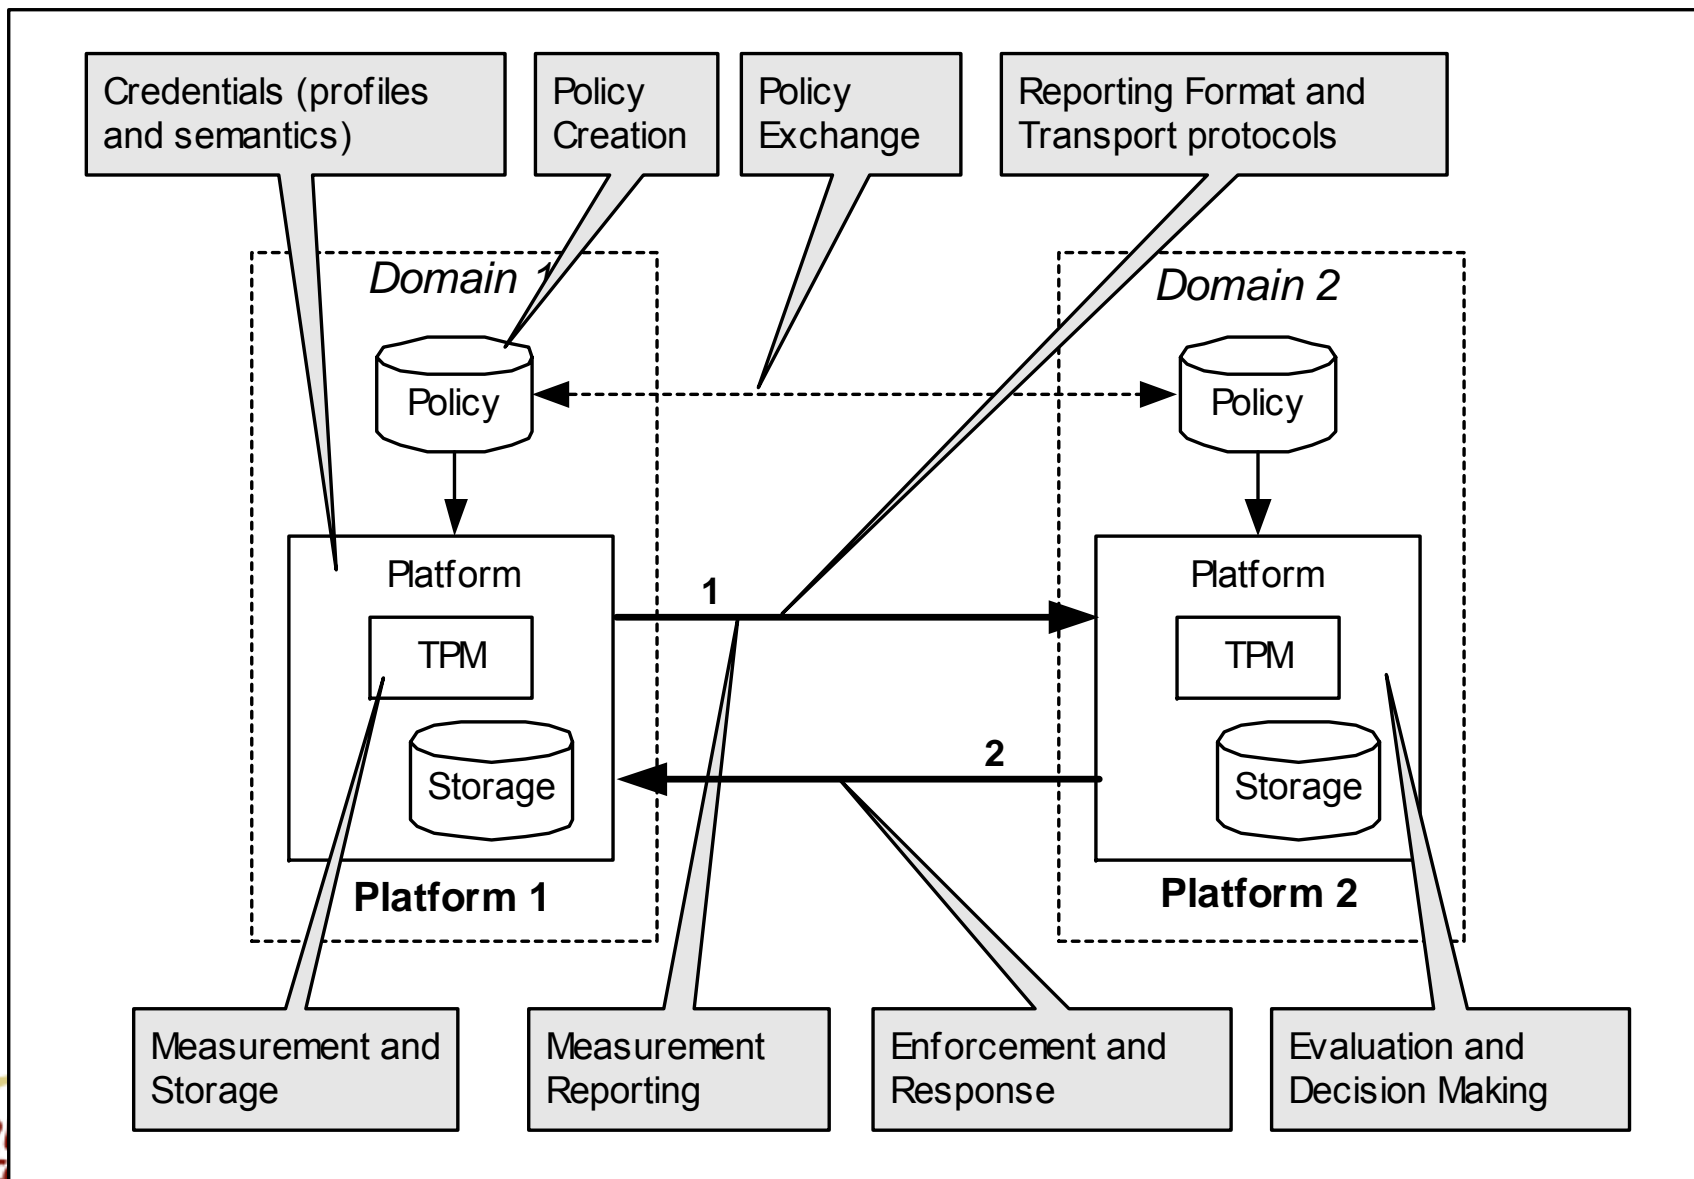 Credentials (profiles
and semantics)
Policy
Creation
Policy
Exchange
Reporting Format and
Transport protocols
Domain 1
Domain 2
Policy
Policy
Platform
Platform
1
TPM
TPM
2
Storage
Storage
Platform 1
Platform 2
Measurement and
Storage
Measurement
Reporting
Enforcement and
Response
Evaluation and
Decision Making